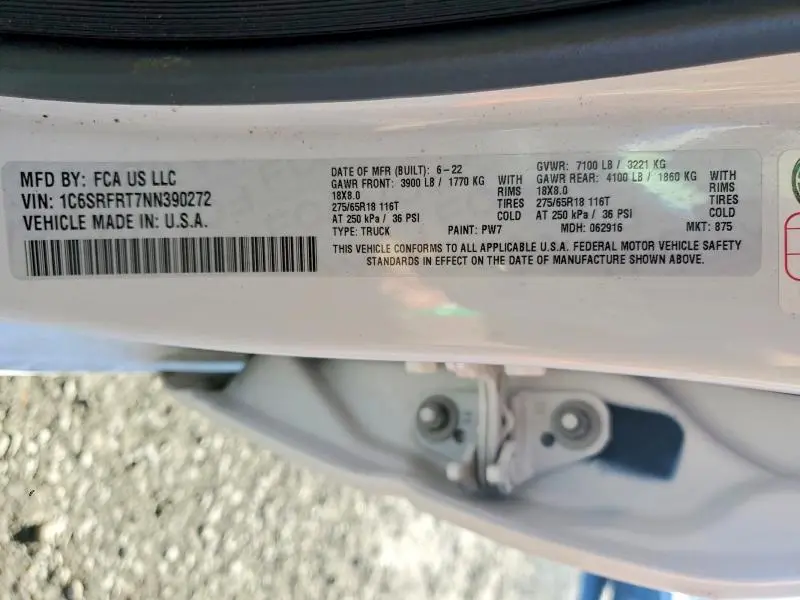 MFD BY: FCA US LLC
VIN: 1C6SRFRT7NN390272
VEHICLE MADE IN U.S.A.
DATE OF MFR (BUILT): 6-22
GAWR FRONT: 3900 LB / 1770 KG WITH
18X8.0 RIMS
275/65R18 116T TIRES
AT 250 kPa / 36 PSI COLD
TYPE: TRUCK PAINT: PW7
GVWR: 7100 LB / 3221 KG
GAWR REAR: 4100 LB / 1860 KG WITH
18X8.0 RIMS
275/65R18 116T TIRES
AT 250 kPa / 36 PSI COLD
MDH: 062916 MKT: 875
THIS VEHICLE CONFORMS TO ALL APPLICABLE U.S.A. FEDERAL MOTOR VEHICLE SAFETY
STANDARDS IN EFFECT ON THE DATE OF MANUFACTURE SHOWN ABOVE.